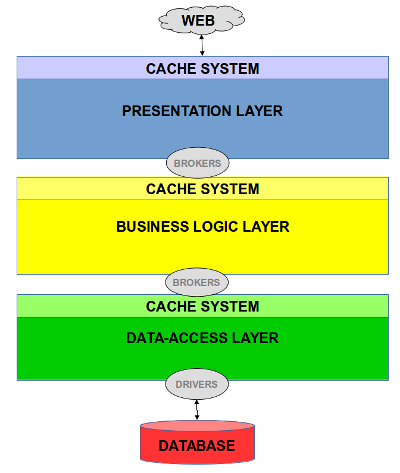 WEB
CACHE SYSTEM
PRESENTATION LAYER
BROKERS
CACHE SYSTEM
BUSINESS LOGIC LAYER
BROKERS
CACHE SYSTEM
DATA-ACCESS LAYER
DRIVERS
DATABASE